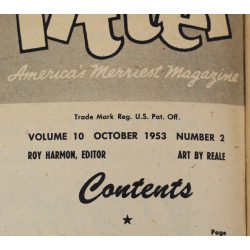 America's Merriest Magazine
Trade Mark Reg. U.S. Pat. Off.
VOLUME 10 OCTOBER 1953 NUMBER 2
ROY HARMON, EDITOR ART BY REALE
Contents
Page